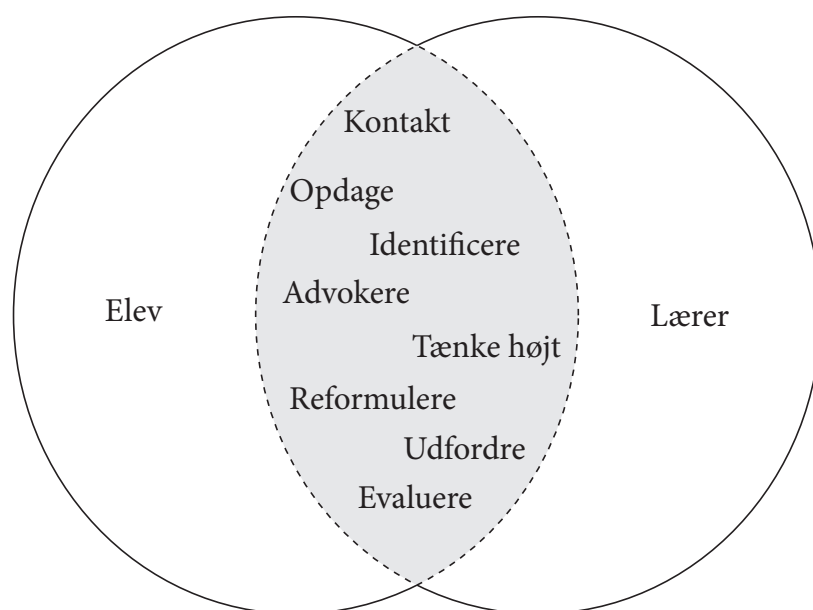 Kontakt
Opdage
Identificere
Advokere
Elev
Lærer
Tænke højt
Reformulere
Udfordre
Evaluere